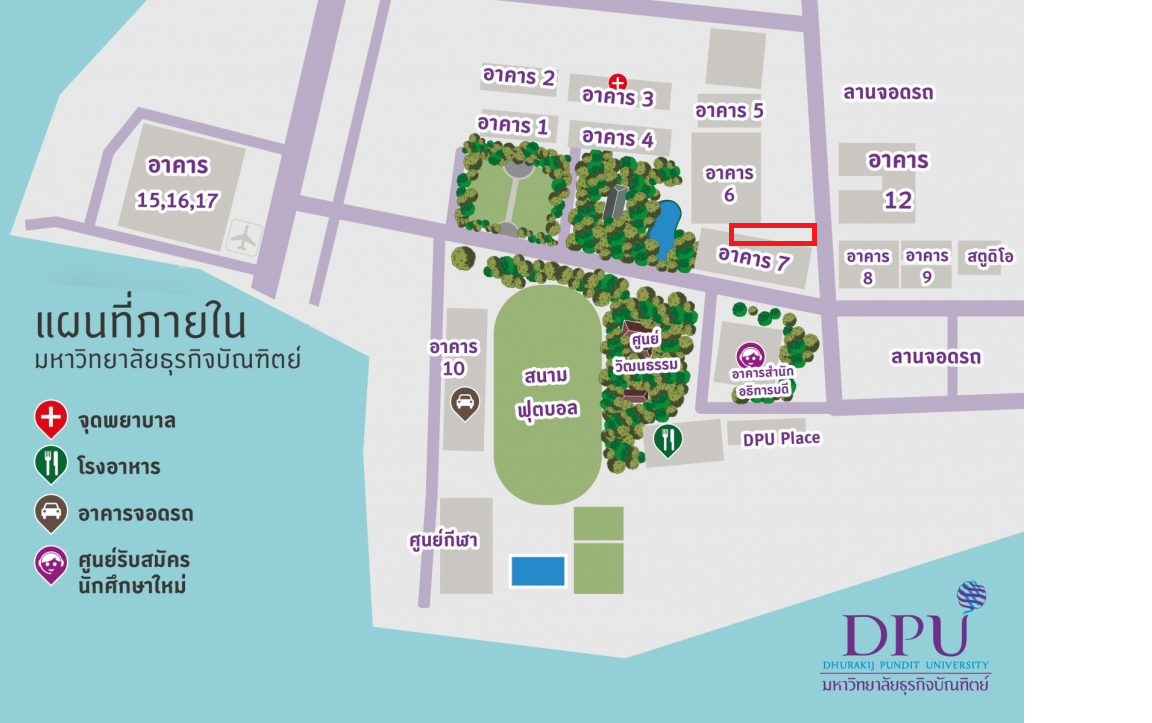 อาคาร 2
อาคาร 3
อาคาร 1
อาคาร 4
อาคาร 5
ลานจอดรถ
อาคาร
15,16,17
อาคาร
6
อาคาร
12
อาคาร 7
อาคาร
8
อาคาร
9
สตูดิโอ
แผนที่ภายใน
มหาวิทยาลัยธุรกิจบัณฑิตย์
อาคาร
10
สนาม
ฟุตบอล
ศูนย์
วัฒนธรรม
อาคารสำนัก
อธิการบดี
ลานจอดรถ
DPU Place
จุดพยาบาล
โรงอาหาร
อาคารจอดรถ
ศูนย์รับสมัคร
นักศึกษาใหม่
ศูนย์กีฬา
DPU
DHURAKIJ PUNDIT UNIVERSITY
มหาวิทยาลัยธุรกิจบัณฑิตย์